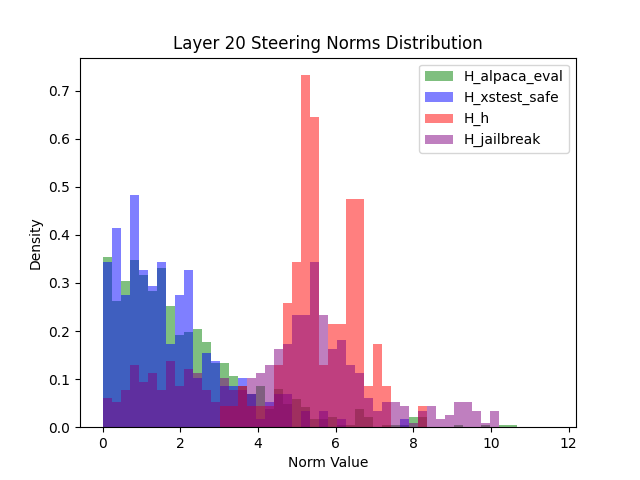 Layer 20 Steering Norms Distribution
H_alpaca_eval
H_xstest_safe
H_h
H_jailbreak
Density
0.7
0.6
0.5
0.4
0.3
0.2
0.1
0.0
0 2 4 6 8 10 12
Norm Value